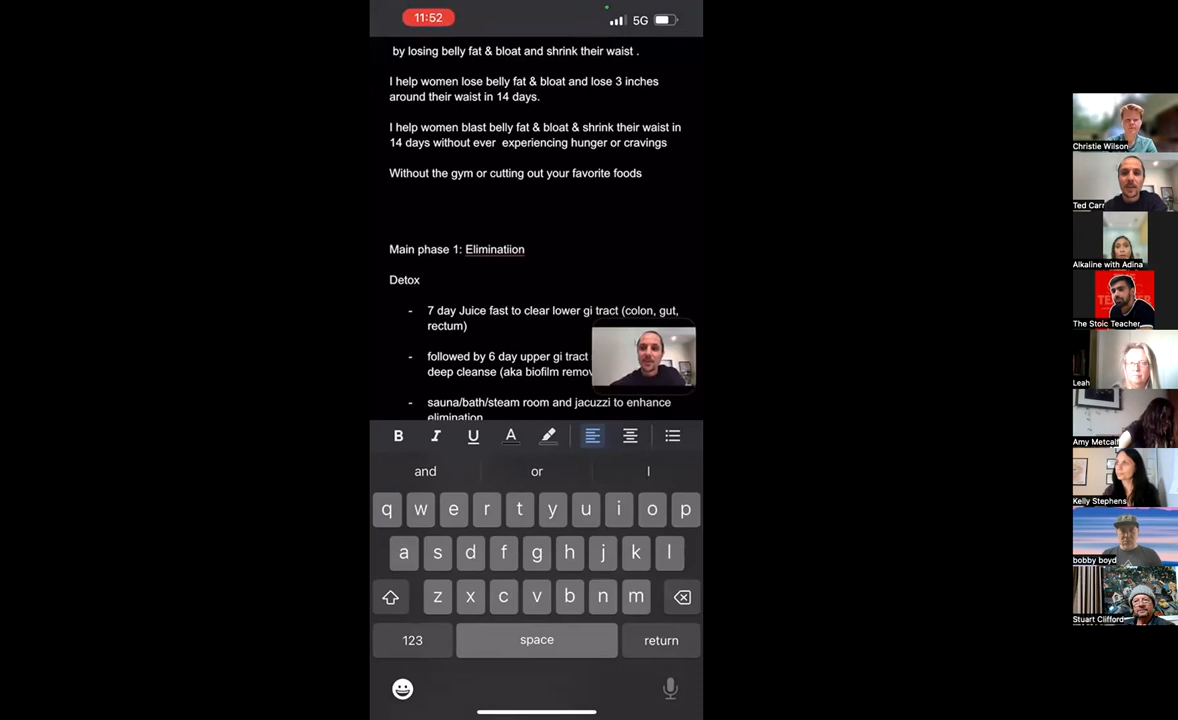 11:52
5G
by losing belly fat & bloat and shrink their waist .
I help women lose belly fat & bloat and lose 3 inches
around their waist in 14 days.
I help women blast belly fat & bloat & shrink their waist in
14 days without ever experiencing hunger or cravings
Without the gym or cutting out your favorite foods
Main phase 1: Eliminatiion
Detox
- 7 day Juice fast to clear lower gi tract (colon, gut,
rectum)
- followed by 6 day upper gi tract
deep cleanse (aka biofilm
- sauna/bath/steam room and jacuzzi to enhance
elimination
B I U A
and or I
q w e r t y u i o p
a s d f g h j k l
z x c v b n m
123 space return
Christie Wilson
Ted Carr
Alkaline with Adina
The Stoic Teacher
Leah
Amy Metcalf
Kelly Stephens
bobby boyd
Stuart Clifford